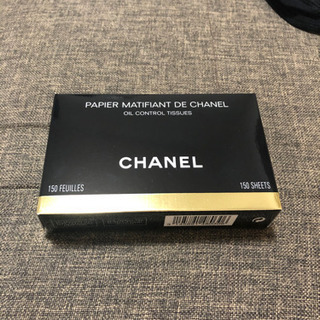 PAPIER MATIFIANT DE CHANEL
OIL CONTROL TISSUES
CHANEL
150 FEUILLES 150 SHEETS